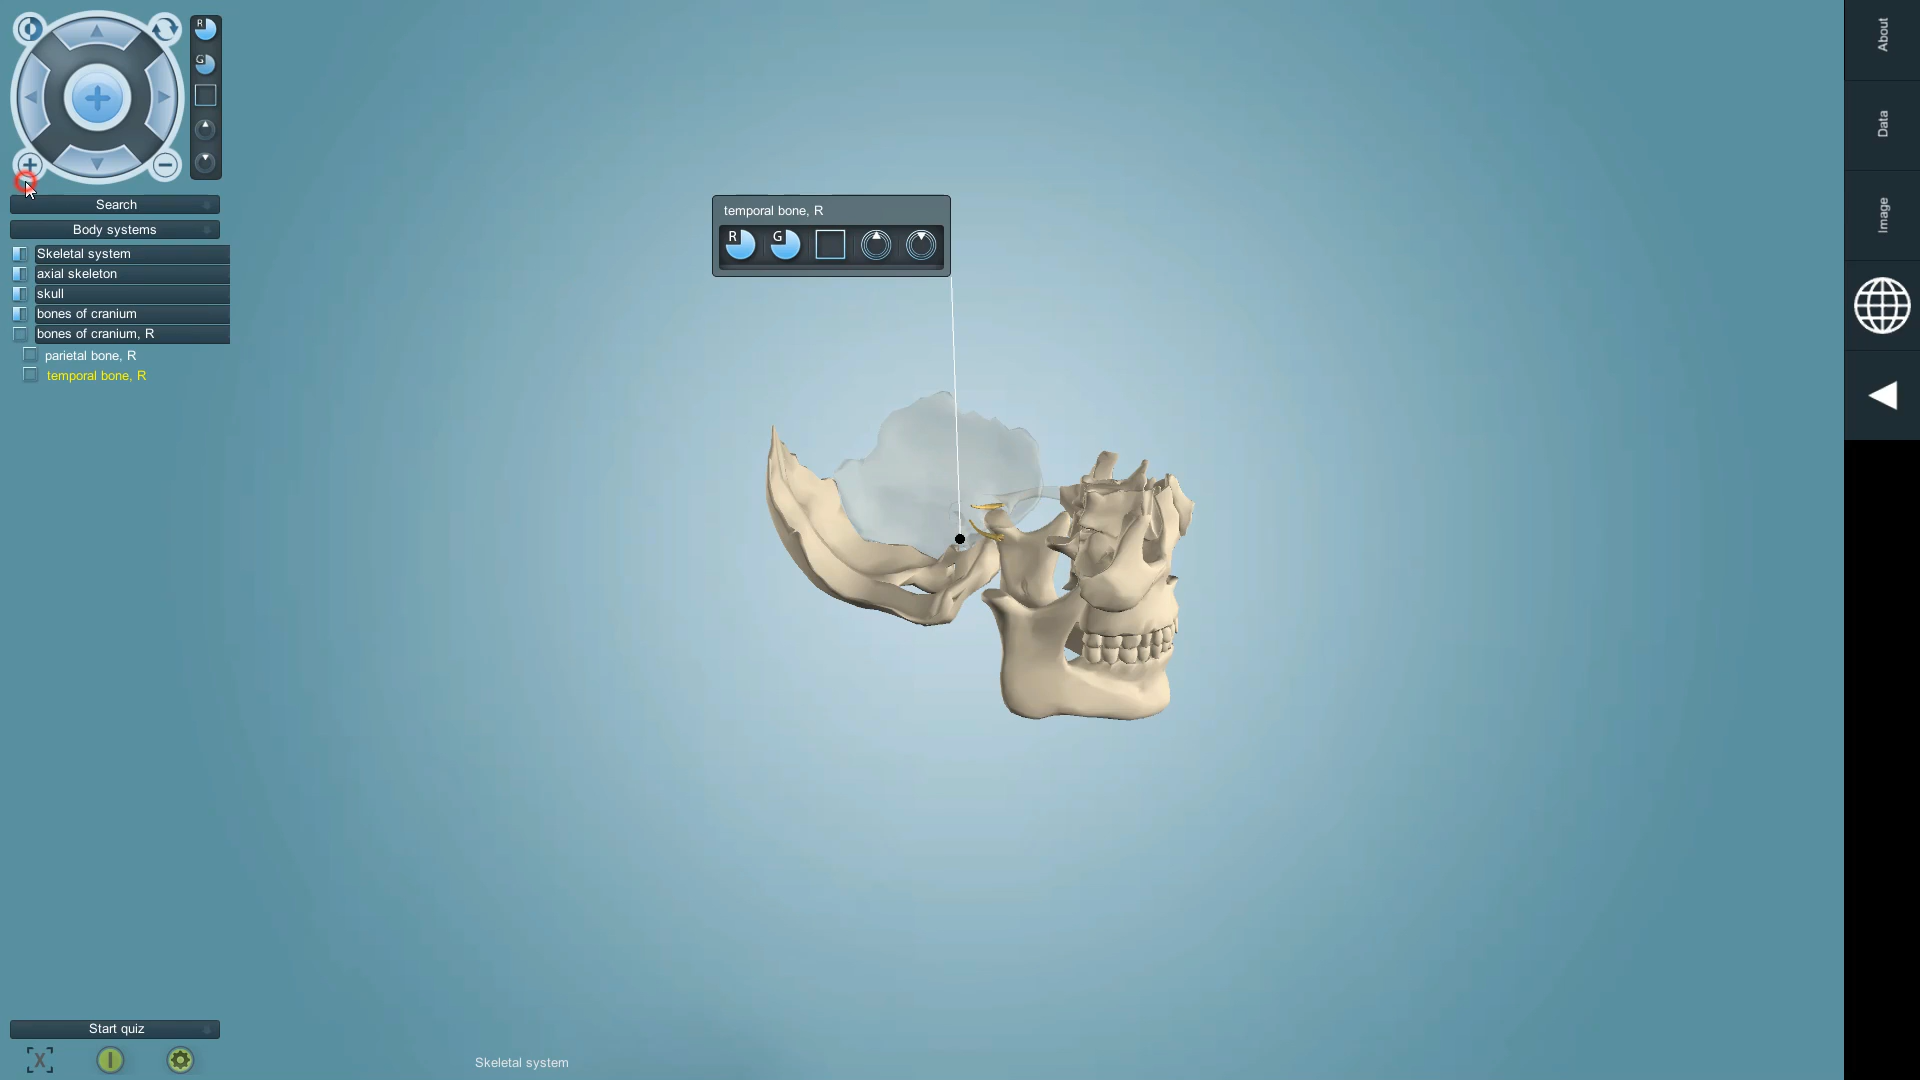 R
G
Search
Body systems
Skeletal system
axial skeleton
skull
bones of cranium
bones of cranium, R
parietal bone, R
temporal bone, R
temporal bone, R
R
G
About
Data
Image
Start quiz
X
Skeletal system